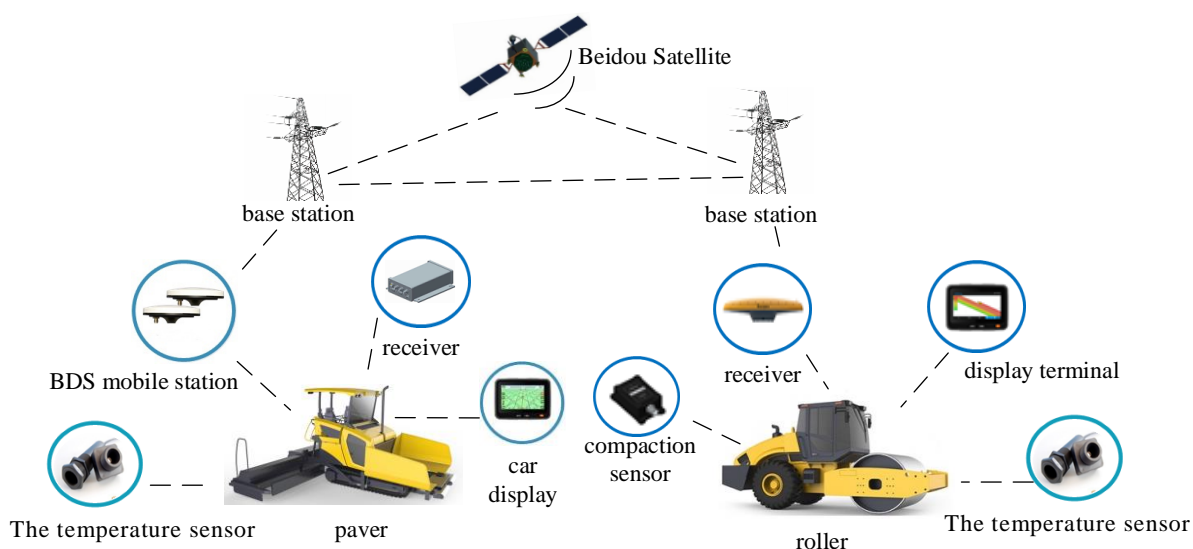 Beidou Satellite
base station
base station
BDS mobile station
receiver
receiver
display terminal
The temperature sensor
car
display
compaction
sensor
The temperature sensor
paver
roller